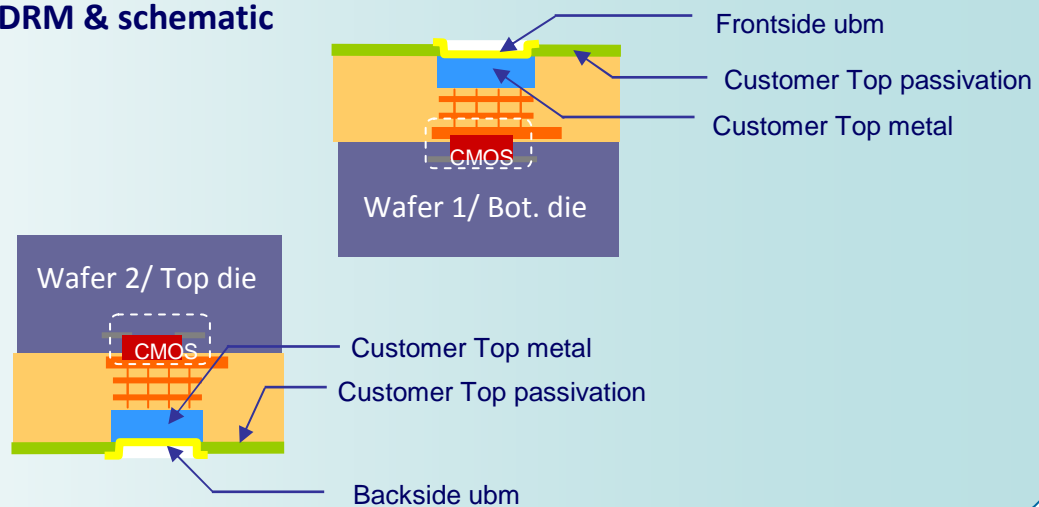 DRM & schematic
Frontside ubm
Customer Top passivation
Customer Top metal
CMOS
Wafer 1/ Bot. die
Wafer 2/ Top die
CMOS
Customer Top metal
Customer Top passivation
Backside ubm